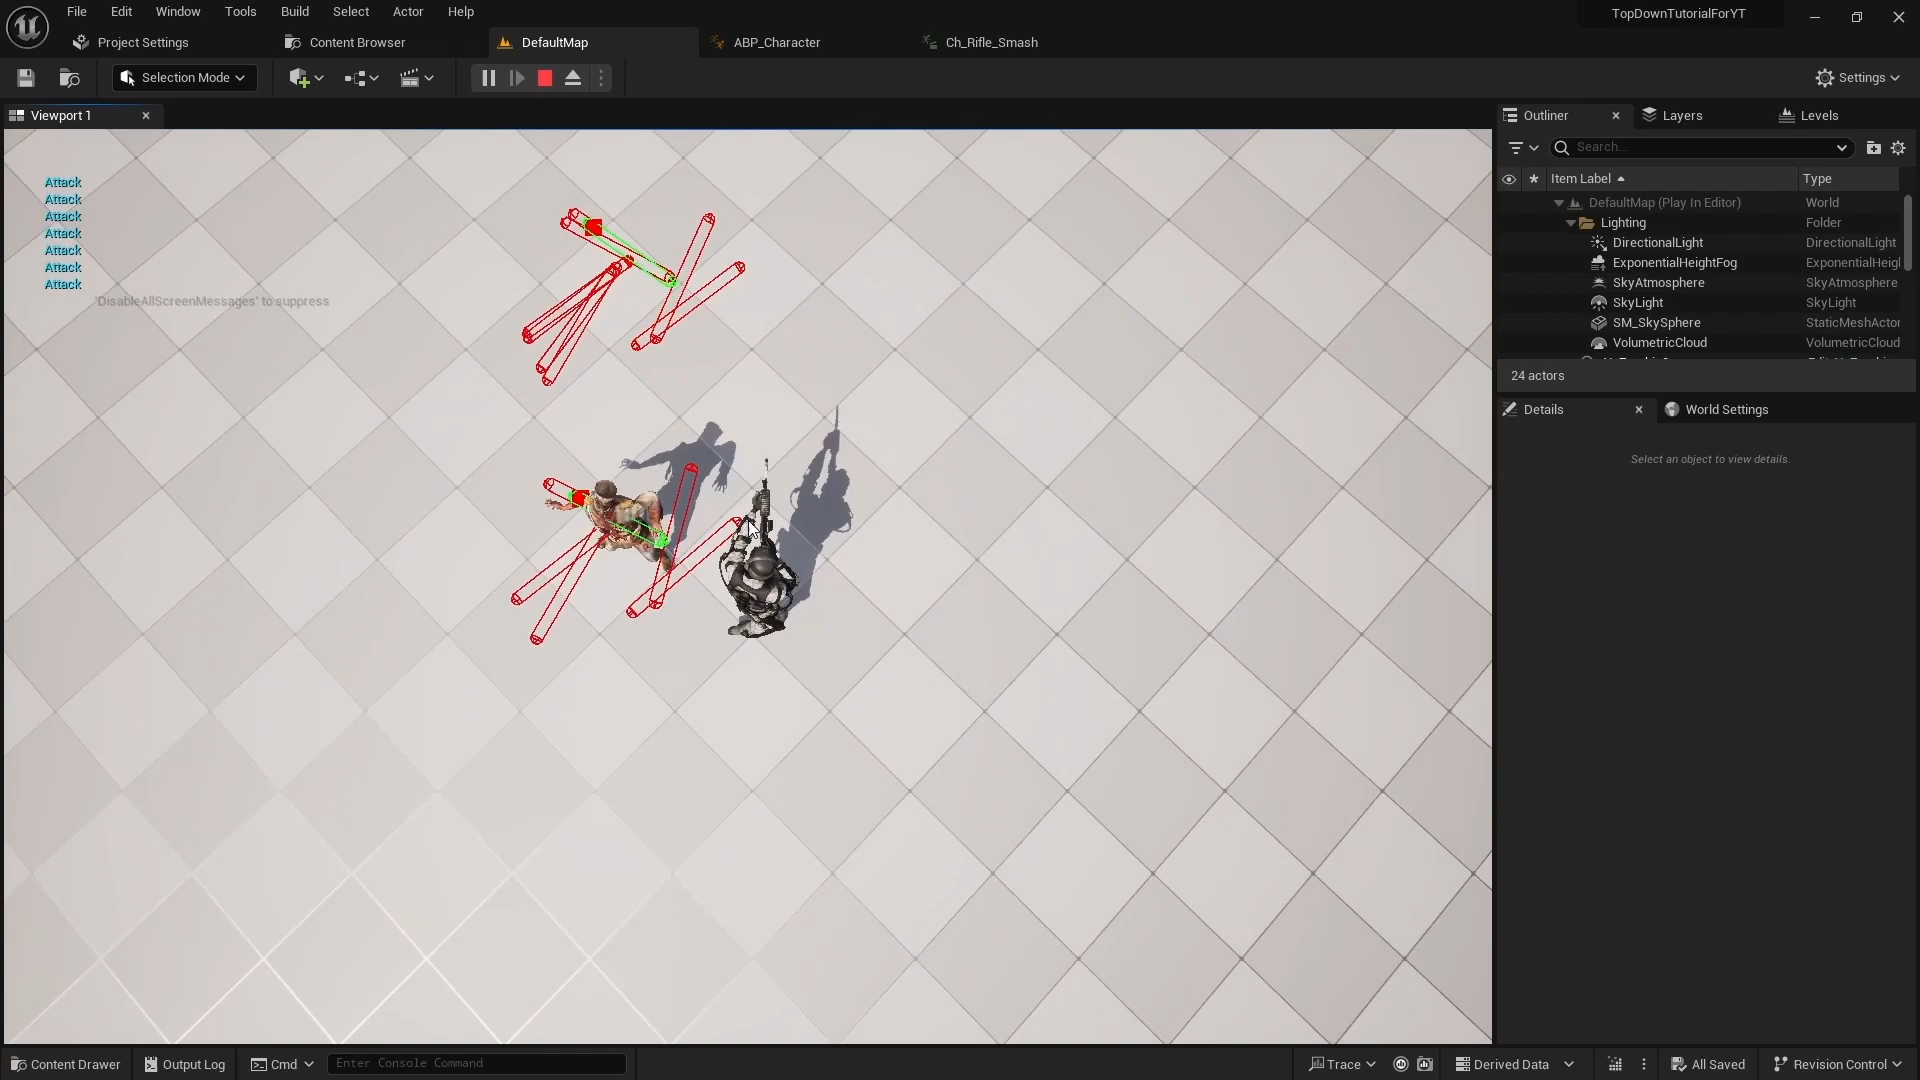 File Edit Window Tools Build Select Actor Help
TopDownTutorialForYT
Project Settings Content Browser DefaultMap ABP_Character Ch_Rifle_Smash
Selection Mode Settings
Viewport 1
Outliner Layers Levels
Search...
Item Label Type
DefaultMap (Play In Editor) World
Lighting Folder
DirectionalLight DirectionalLight
ExponentialHeightFog ExponentialHeigl
SkyAtmosphere SkyAtmosphere
SkyLight SkyLight
SM_SkySphere StaticMeshActor
VolumetricCloud VolumetricCloud
24 actors
Details World Settings
Select an object to view details.
Attack
Attack
Attack
Attack
Attack
Attack
Attack
'DisableAllScreenMessages' to suppress
Content Drawer Output Log Cmd Enter Console Command Trace Derived Data All Saved Revision Control